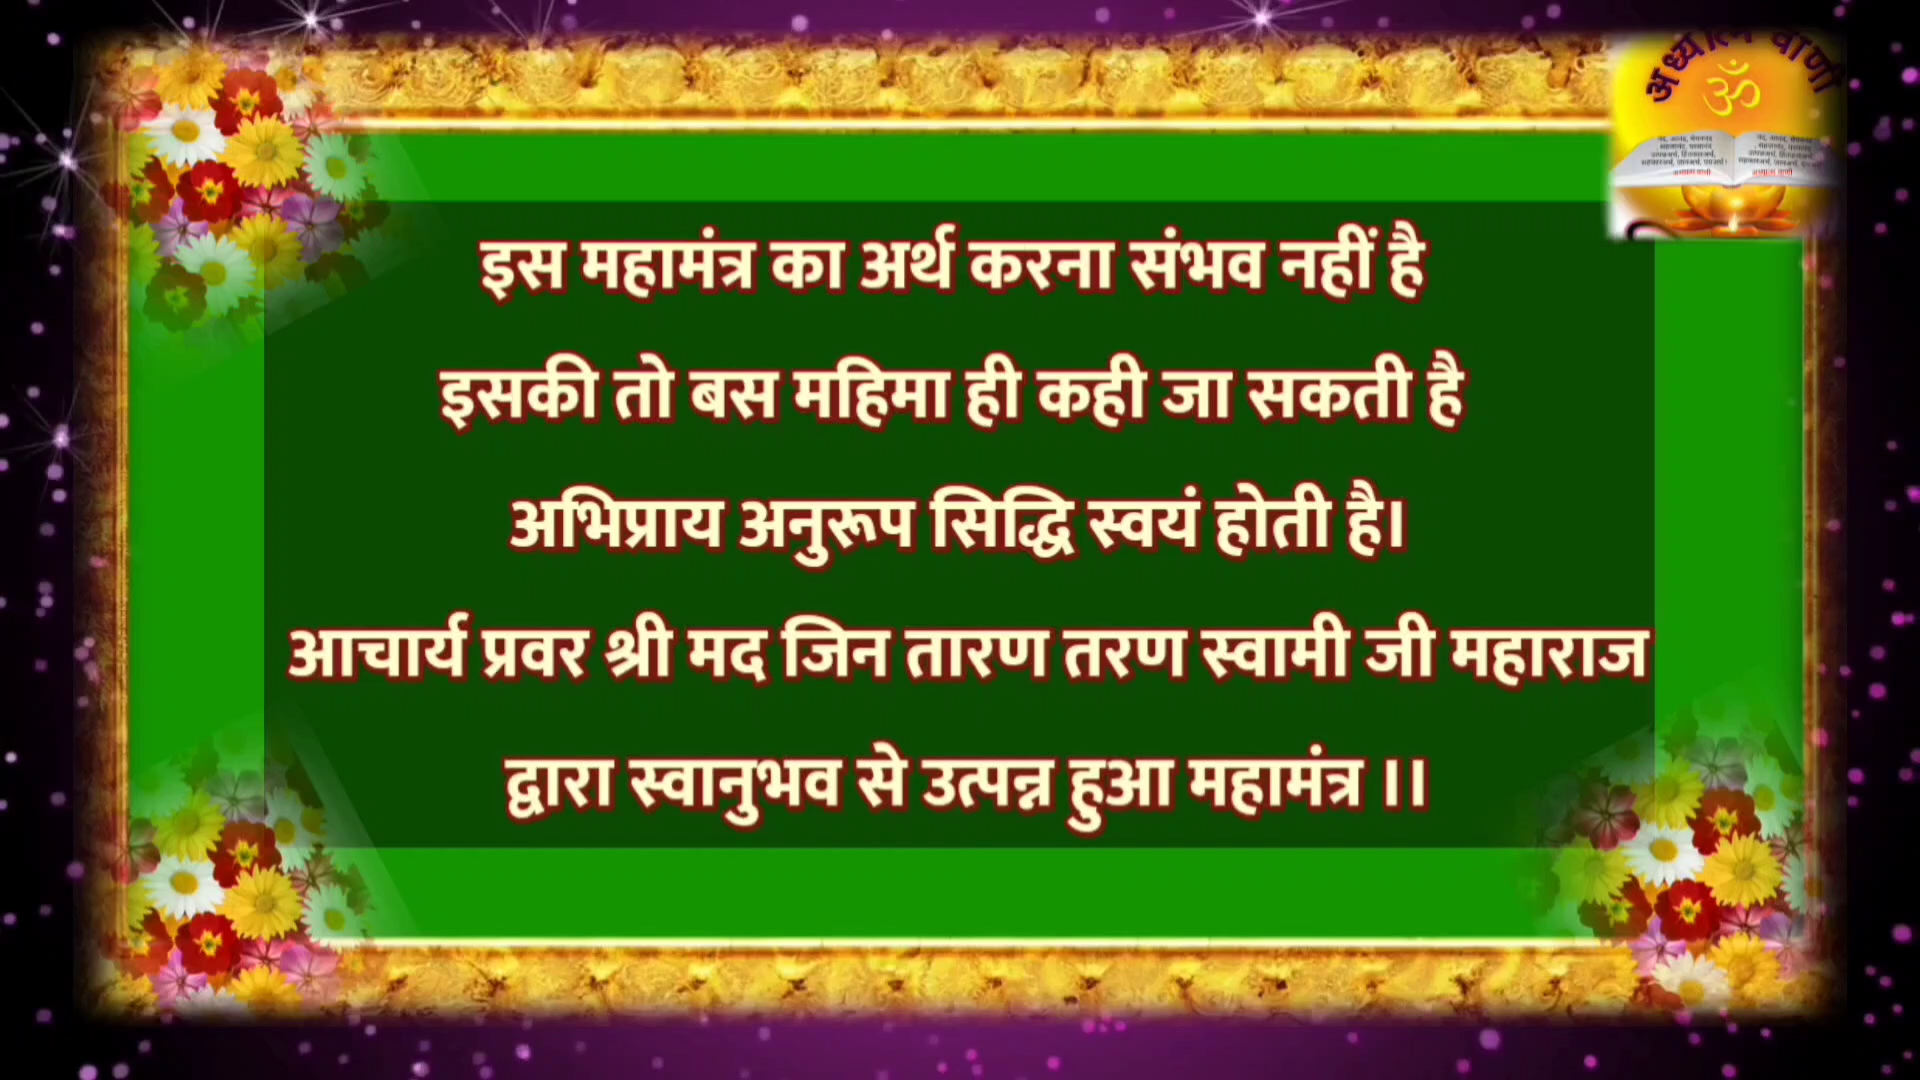 अध्यात्म वाणी
इस महामंत्र का अर्थ करना संभव नहीं है
इसकी तो बस महिमा ही कही जा सकती है
अभिप्राय अनुरूप सिद्धि स्वयं होती है।
आचार्य प्रवर श्री मद जिन तारण तरण स्वामी जी महाराज
द्वारा स्वानुभव से उत्पन्न हुआ महामंत्र ।।